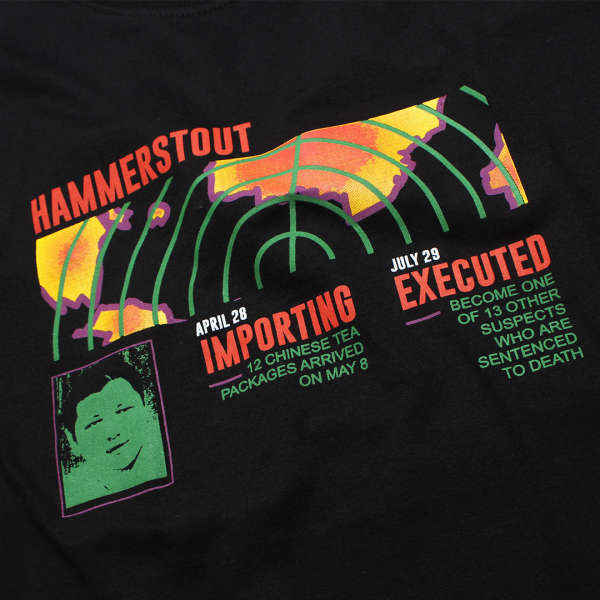 HAMMERSTOUT
APRIL 28
IMPORTING
12 CHINESE TEA
PACKAGES ARRIVED
ON MAY 8
JULY 29
EXECUTED
BECOME ONE
OF 13 OTHER
SUSPECTS
WHO ARE
SENTENCED
TO DEATH